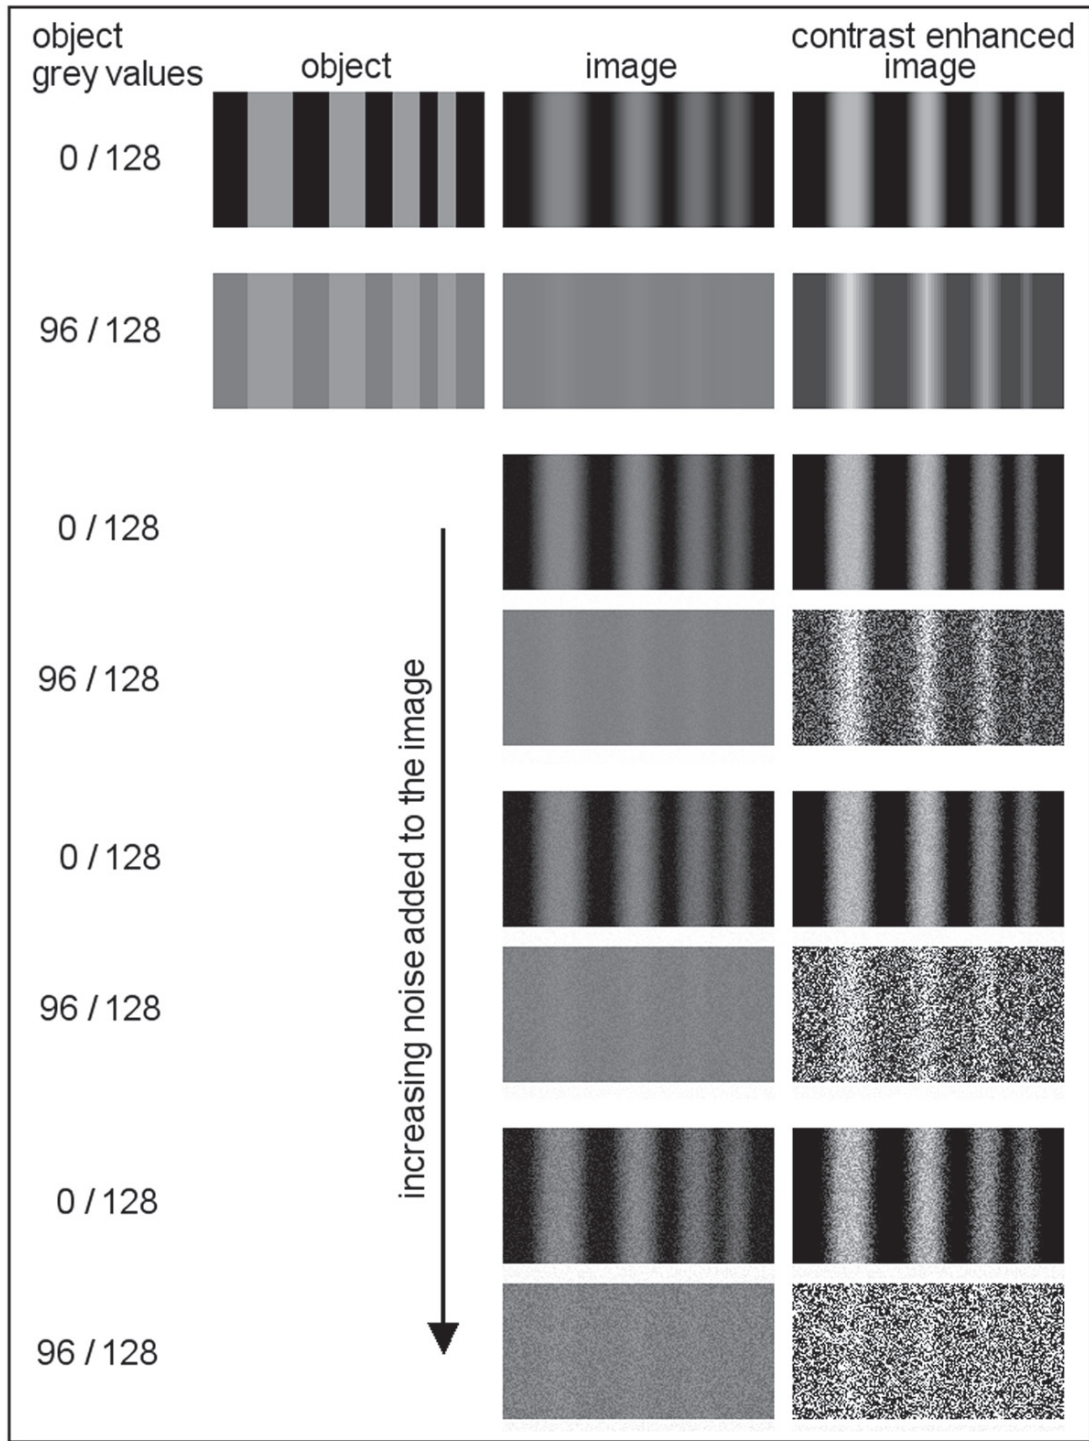 object
grey values
object
image
contrast enhanced
image
0 / 128
96 / 128
0 / 128
96 / 128
0 / 128
96 / 128
0 / 128
96 / 128
increasing noise added to the image